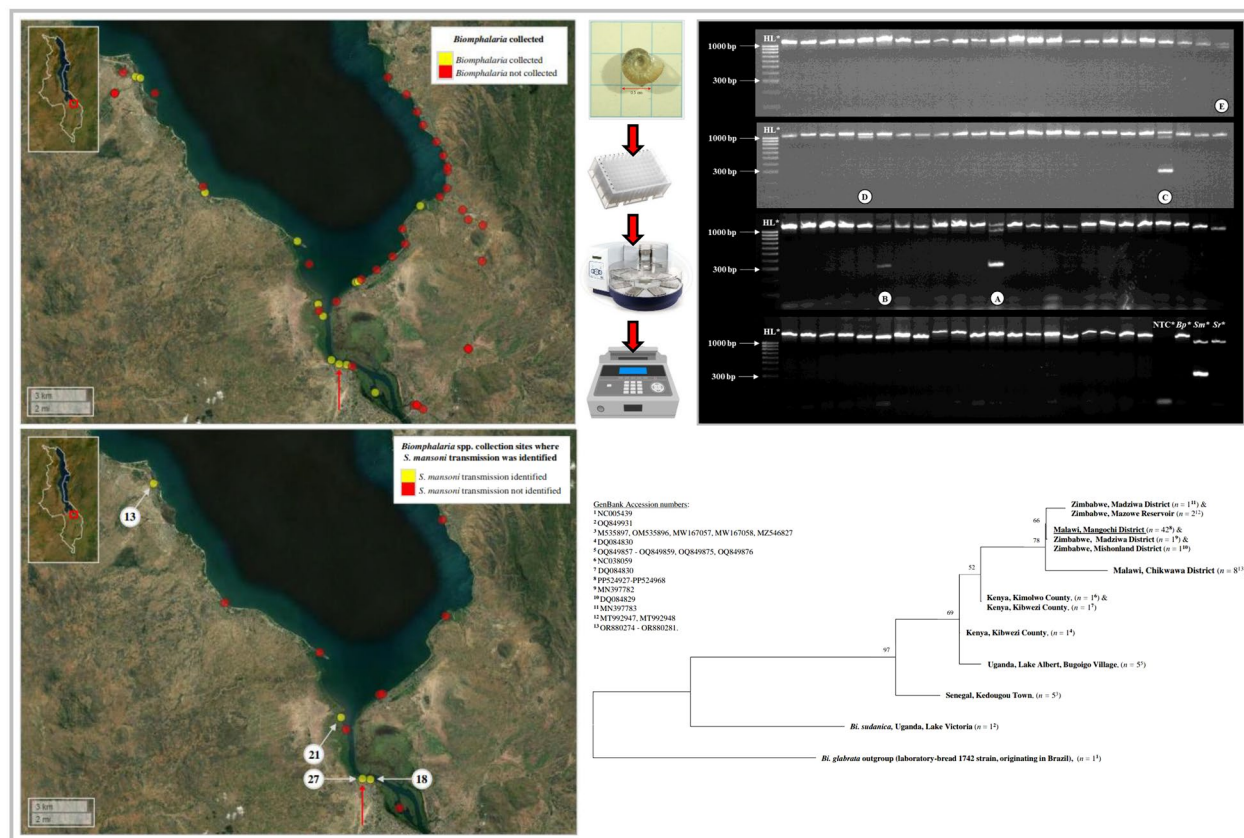 Biomphalaria collected
Biomphalaria collected
Biomphalaria not collected
3 km
2 mi
HL*
1000 bp
300 bp
E
HL*
1000 bp
300 bp
D
C
HL*
1000 bp
300 bp
B
A
HL*
NTC* Bp* Sm* Sr*
1000 bp
300 bp
Biomphalaria spp. collection sites where
S. mansoni transmission was identified
S. mansoni transmission identified
S. mansoni transmission not identified
13
21
27
18
3 km
2 mi
GenBank Accession numbers:
1 NC005439
2 OQ849931
3 M535897, OM535896, MW167057, MW167058, MZ546827
4 DQ084830
5 OQ849857 - OQ849859, OQ849875, OQ849876
6 NC038059
7 DQ084830
8 PP524927-PP524968
9 MN397782
10 DQ084829
11 MN397783
12 MT992947, MT992948
13 OR880274 - OR880281.
Zimbabwe, Madziwa District (n = 1¹¹) &
Zimbabwe, Mazowe Reservoir (n = 2¹²)
66
Malawi, Mangochi District (n = 42⁸) &
78
Zimbabwe, Madziwa District (n = 1⁹) &
Zimbabwe, Mishonland District (n = 1¹⁰)
52
Malawi, Chikwawa District (n = 8¹³)
Kenya, Kimolwo County, (n = 1⁶) &
Kenya, Kibwezi County, (n = 1⁷)
69
Kenya, Kibwezi County, (n = 1⁴)
97
Uganda, Lake Albert, Bugoigo Village, (n = 5⁵)
Senegal, Kedougou Town, (n = 5³)
Bi. sudanica, Uganda, Lake Victoria (n = 1²)
Bi. glabrata outgroup (laboratory-bread 1742 strain, originating in Brazil), (n = 1¹)